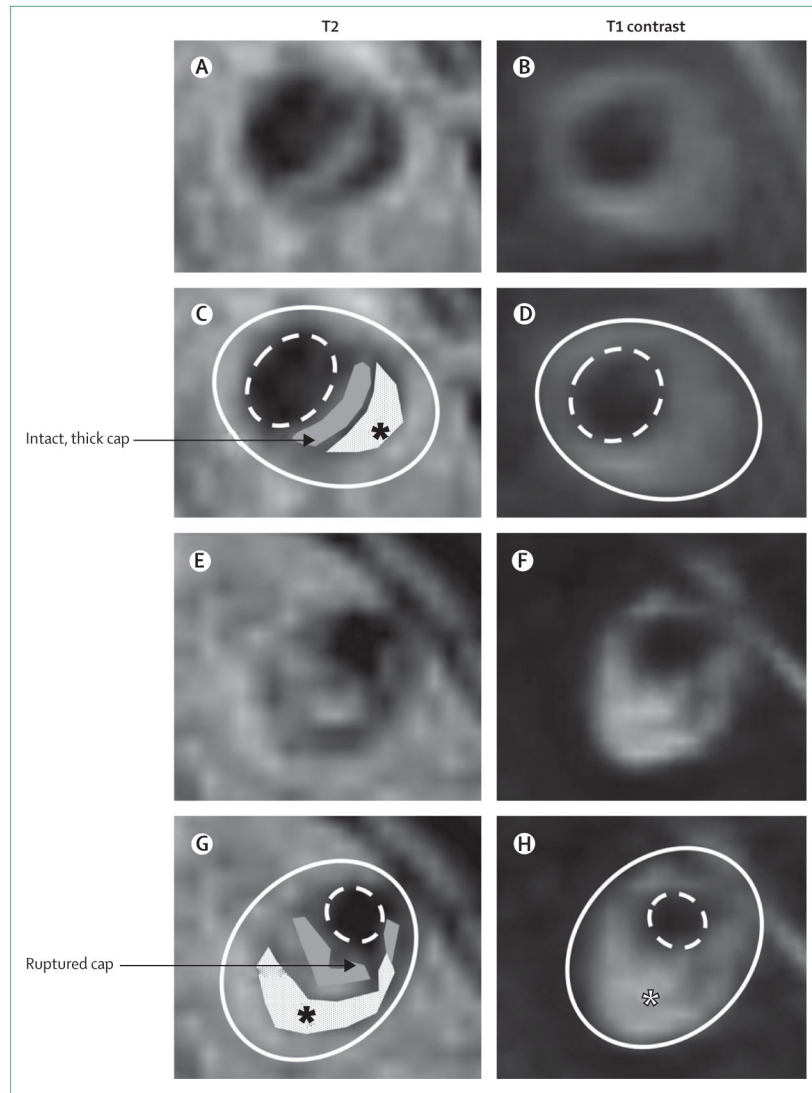 T2
T1 contrast
A
B
C
D
Intact, thick cap
*
E
F
G
H
Ruptured cap
*
*